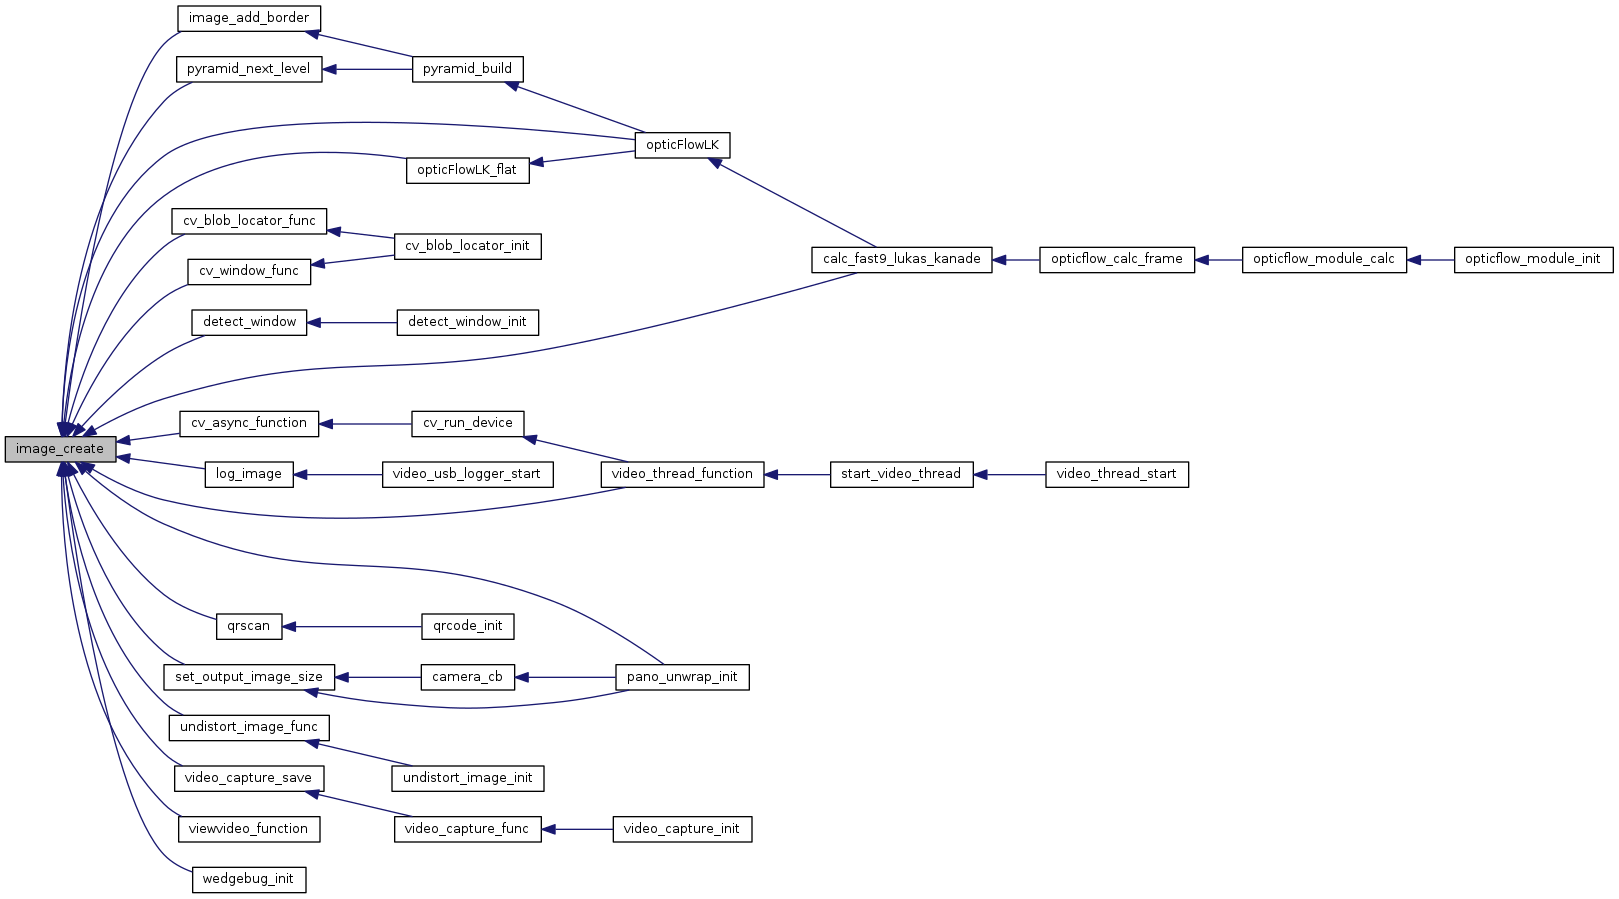 image_add_border
pyramid_next_level
pyramid_build
opticFlowLK
opticFlowLK_flat
cv_blob_locator_func
cv_blob_locator_init
cv_window_func
calc_fast9_lukas_kanade
opticflow_calc_frame
opticflow_module_calc
opticflow_module_init
detect_window
detect_window_init
cv_async_function
cv_run_device
image_create
log_image
video_usb_logger_start
video_thread_function
start_video_thread
video_thread_start
qrscan
qrcode_init
set_output_image_size
camera_cb
pano_unwrap_init
undistort_image_func
video_capture_save
undistort_image_init
viewvideo_function
video_capture_func
video_capture_init
wedgebug_init